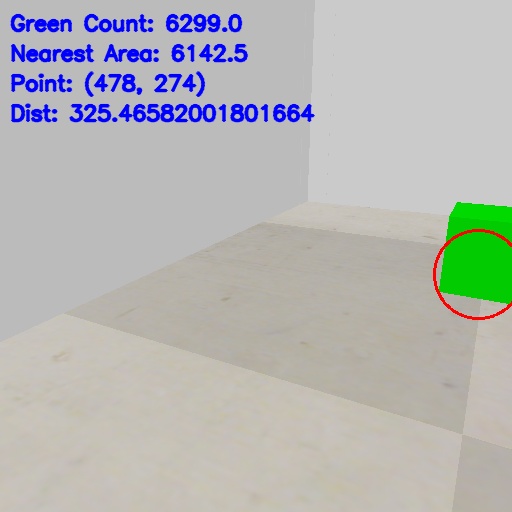 Green Count: 6299.0
Nearest Area: 6142.5
Point: (478, 274)
Dist: 325.46582001801664